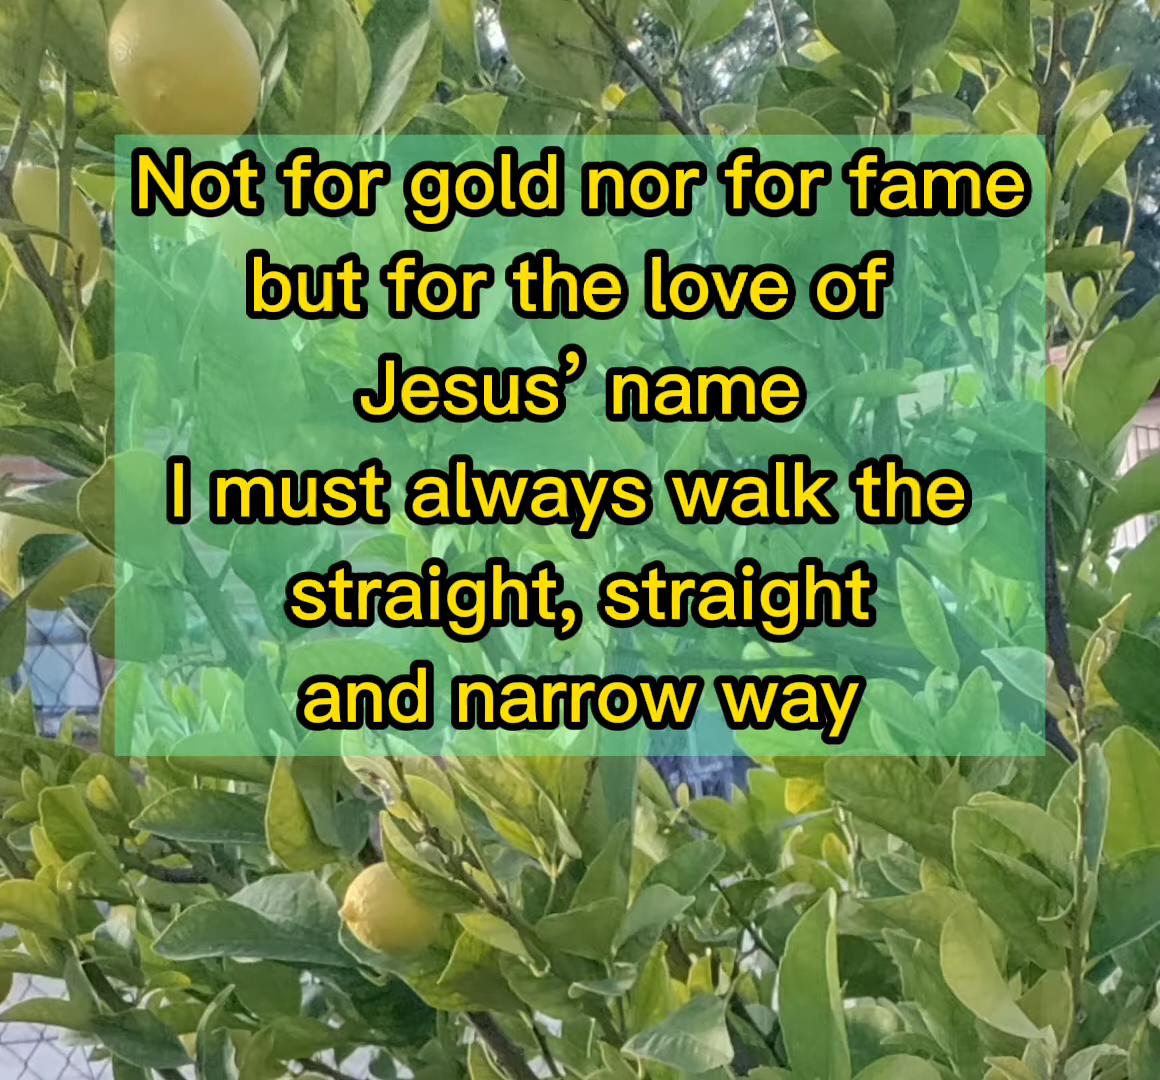 Not for gold nor for fame
but for the love of
Jesus’ name
I must always walk the
straight, straight
and narrow way